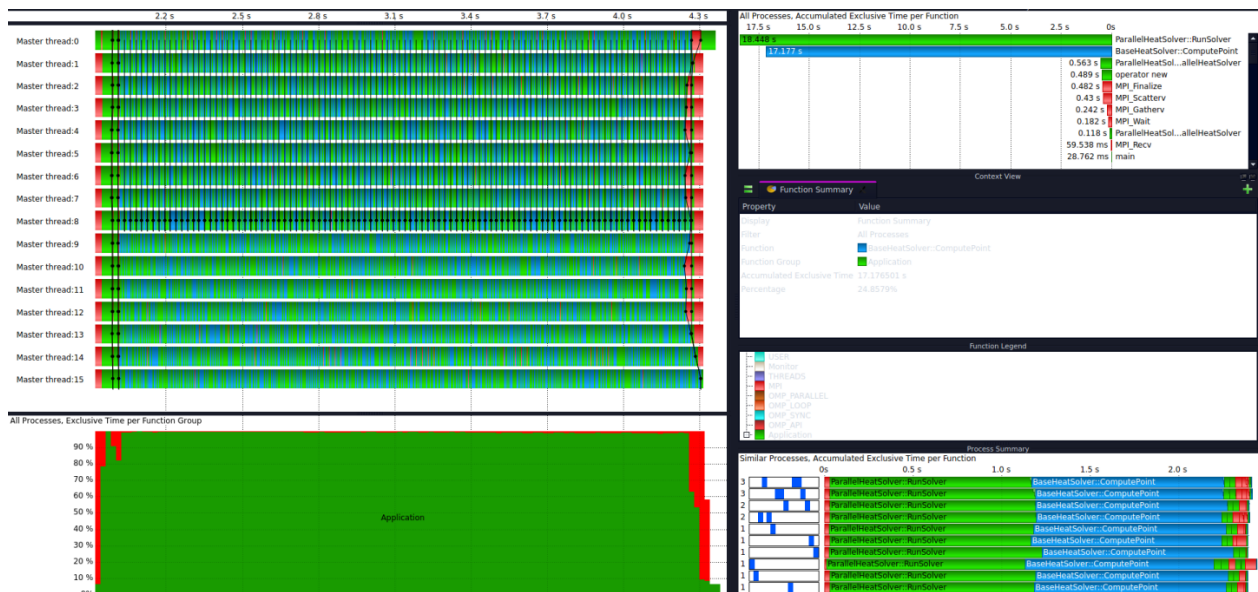 2.2 s 2.5 s 2.8 s 3.1 s 3.4 s 3.7 s 4.0 s 4.3 s
Master thread:0
Master thread:1
Master thread:2
Master thread:3
Master thread:4
Master thread:5
Master thread:6
Master thread:7
Master thread:8
Master thread:9
Master thread:10
Master thread:11
Master thread:12
Master thread:13
Master thread:14
Master thread:15
All Processes, Exclusive Time per Function Group
90 %
80 %
70 %
60 %
50 %
40 %
30 %
20 %
10 %
Application
All Processes, Accumulated Exclusive Time per Function
17.5 s 15.0 s 12.5 s 10.0 s 7.5 s 5.0 s 2.5 s 0s
18.448 s ParallelHeatSolver::RunSolver
17.177 s BaseHeatSolver::ComputePoint
0.563 s ParallelHeatSol...allelHeatSolver
0.489 s operator new
0.482 s MPI_Finalize
0.43 s MPI_Scatterv
0.242 s MPI_Gatherv
0.182 s MPI_Wait
0.118 s ParallelHeatSol...allelHeatSolver
59.538 ms MPI_Recv
28.762 ms main
Context View
Function Summary
Property Value
Display Function Summary
Filter All Processes
Function BaseHeatSolver::ComputePoint
Function Group Application
Accumulated Exclusive Time 17.176501 s
Percentage 24.8579%
Function Legend
USER
Monitor
THREADS
MPI
OMP_PARALLEL
OMP_LOOP
OMP_SYNC
OMP_API
Application
Process Summary
Similar Processes, Accumulated Exclusive Time per Function
0s 0.5 s 1.0 s 1.5 s 2.0 s
3 ParallelHeatSolver::RunSolver BaseHeatSolver::ComputePoint
3 ParallelHeatSolver::RunSolver BaseHeatSolver::ComputePoint
2 ParallelHeatSolver::RunSolver BaseHeatSolver::ComputePoint
2 ParallelHeatSolver::RunSolver BaseHeatSolver::ComputePoint
1 ParallelHeatSolver::RunSolver BaseHeatSolver::ComputePoint
1 ParallelHeatSolver::RunSolver BaseHeatSolver::ComputePoint
1 ParallelHeatSolver::RunSolver BaseHeatSolver::ComputePoint
1 ParallelHeatSolver::RunSolver BaseHeatSolver::ComputePoint
1 ParallelHeatSolver::RunSolver BaseHeatSolver::ComputePoint
1 ParallelHeatSolver::RunSolver BaseHeatSolver::ComputePoint